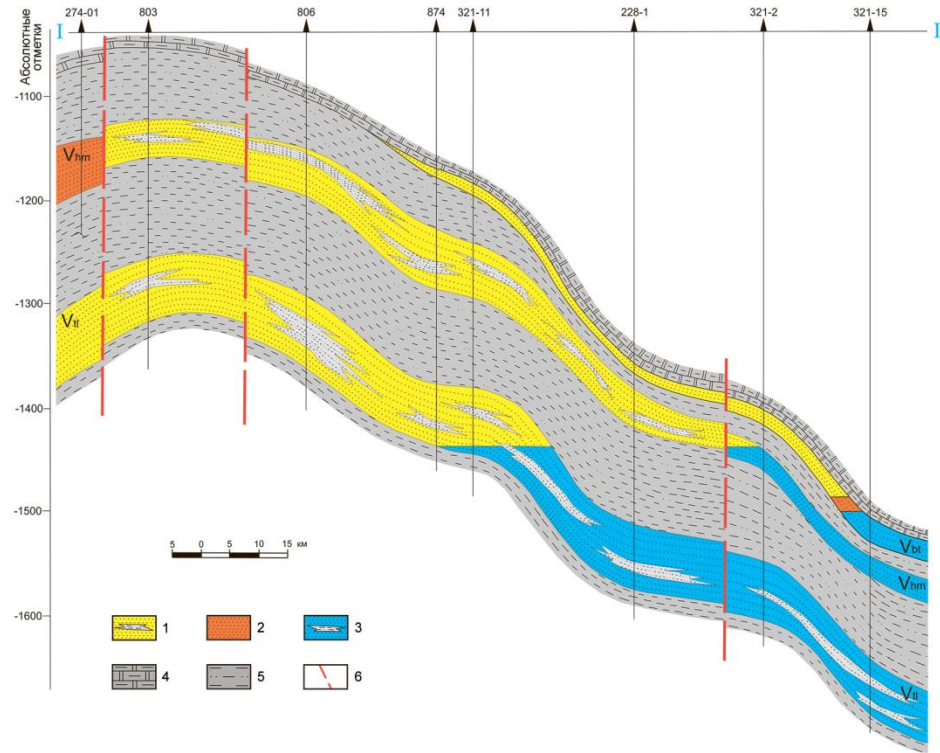 274-01 803 806 874 321-11 228-1 321-2 321-15
I I
Абсолютные
отметки
-1100
Vhm
-1200
-1300
Vtl
-1400
-1500
Vbt
Vhm
-1600
Vtl
5 0 5 10 15 км
1 2 3
4 5 6